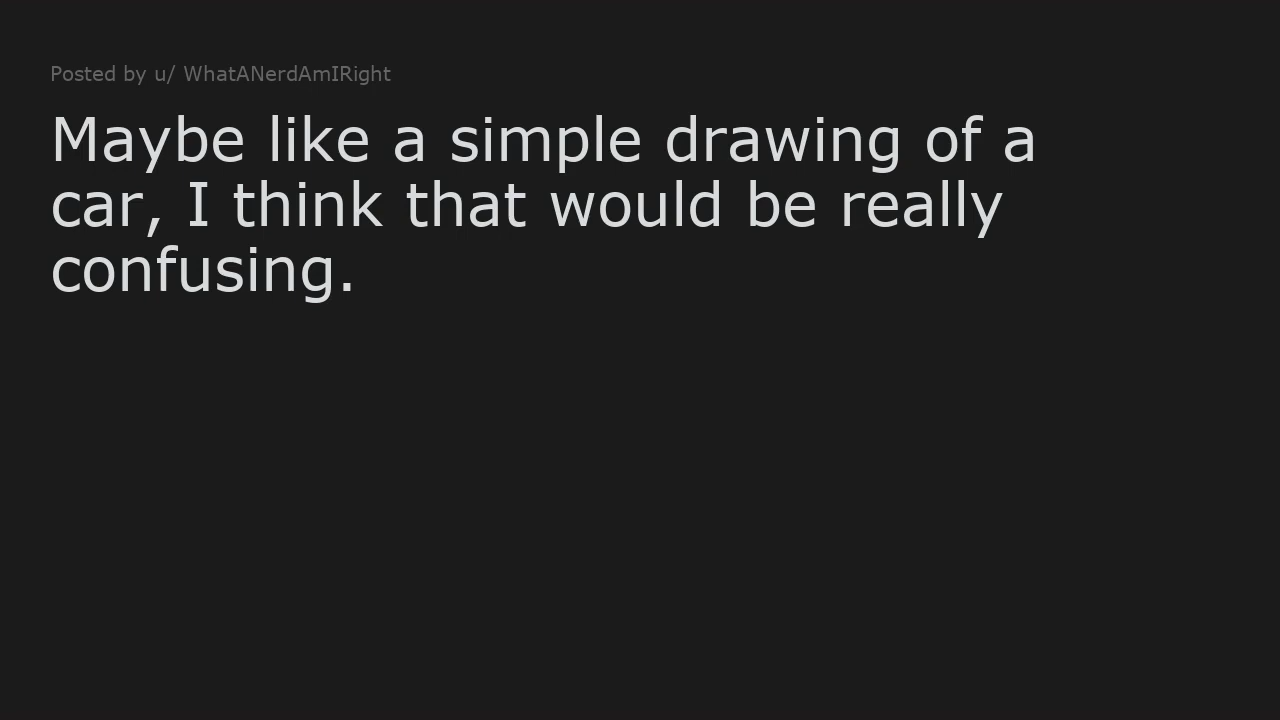 Posted by u/ WhatANerdAmIRight
Maybe like a simple drawing of a
car, I think that would be really
confusing.